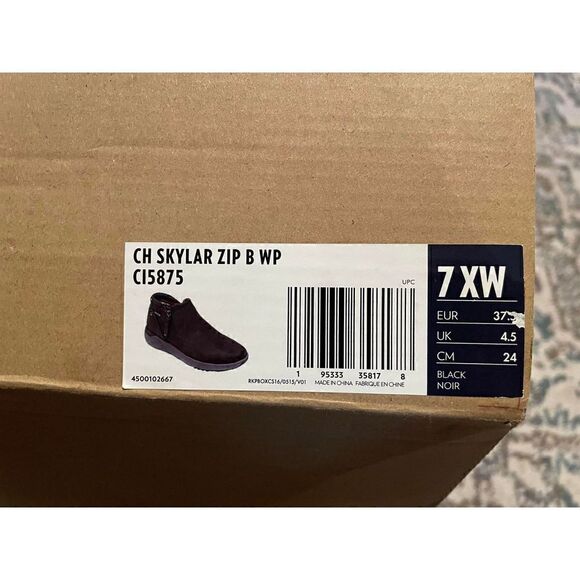 CH SKYLAR ZIP B WP
CI5875
UPC
1 95333 35817 8
4500102667
RKPBOXCS16/0515/V01 MADE IN CHINA FABRIQUE EN CHINE
7 XW
EUR
UK 4.5
CM 24
BLACK
NOIR